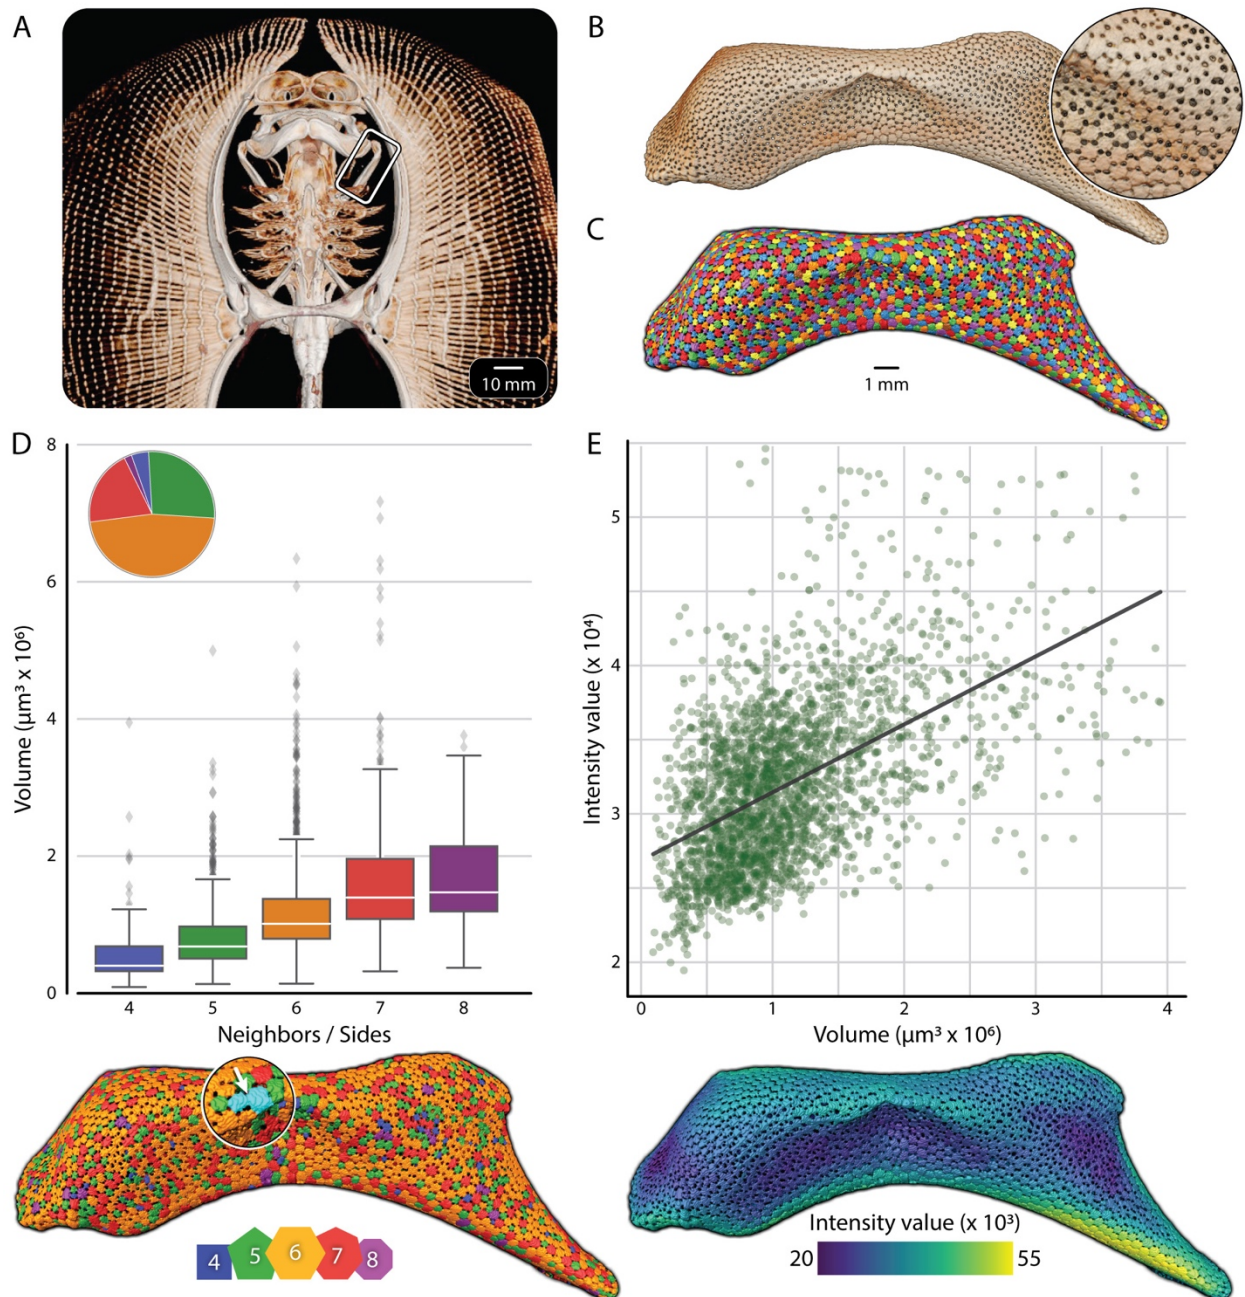 A
B
10 mm
C
1 mm
D
8
6
4
2
0
Volume (µm³ x 10⁶)
4 5 6 7 8
Neighbors / Sides
4 5 6 7 8
E
5
4
3
2
Intensity value (x 10⁴)
0 1 2 3 4
Volume (µm³ x 10⁶)
Intensity value (x 10³)
20 55